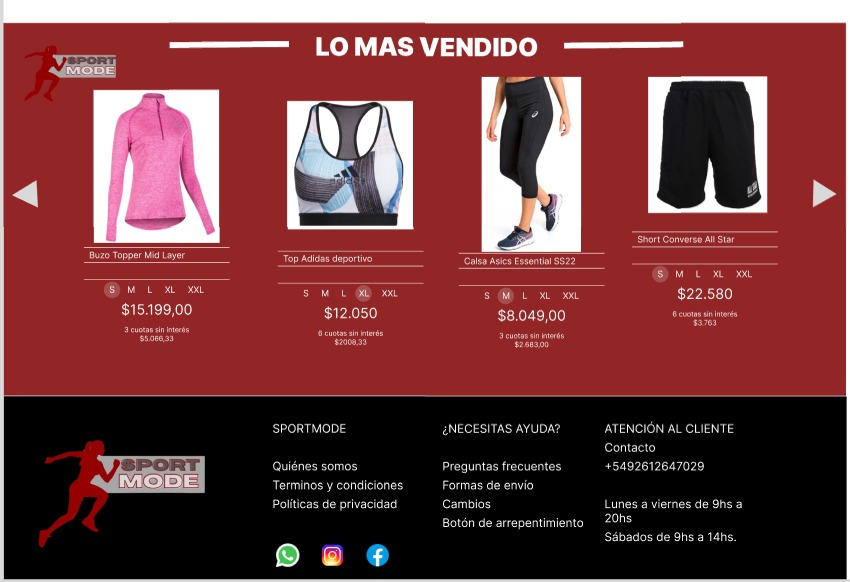 LO MAS VENDIDO
SPORT
MODE
adidas
Buzo Topper Mid Layer
S M L XL XXL
$15.199,00
3 cuotas sin interés
$5.066,33
Top Adidas deportivo
S M L XL XXL
$12.050
6 cuotas sin interés
$2008,33
Calsa Asics Essential SS22
S M L XL XXL
$8.049,00
3 cuotas sin interés
$2.683,00
Short Converse All Star
S M L XL XXL
$22.580
6 cuotas sin interés
$3.763
SPORT
MODE
SPORTMODE
Quiénes somos
Terminos y condiciones
Políticas de privacidad
¿NECESITAS AYUDA?
Preguntas frecuentes
Formas de envío
Cambios
Botón de arrepentimiento
ATENCIÓN AL CLIENTE
Contacto
+5492612647029
Lunes a viernes de 9hs a
20hs
Sábados de 9hs a 14hs.